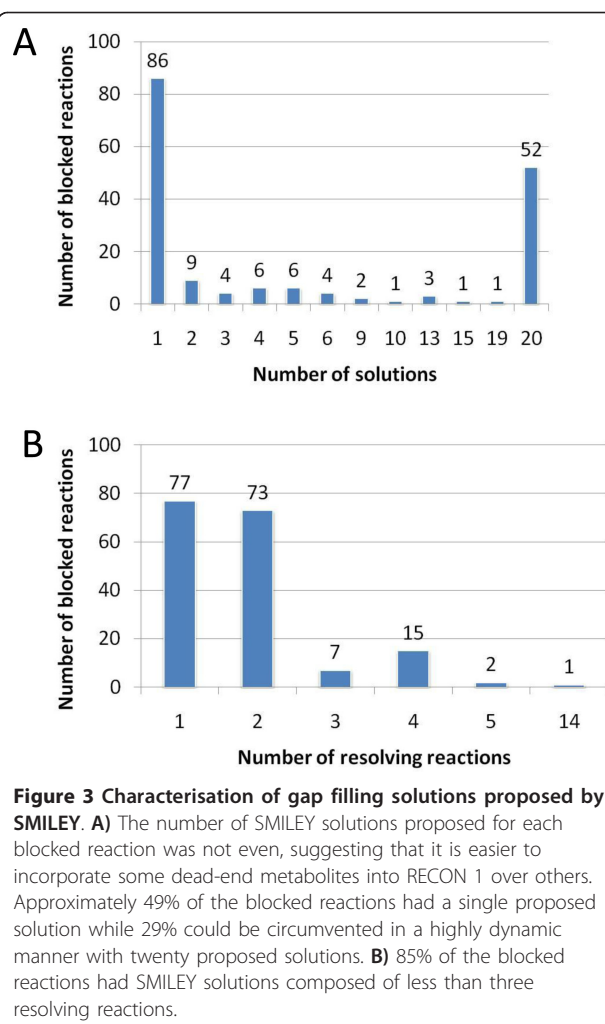 A
Number of blocked reactions
100
80
60
40
20
0
86
9
4
6
6
4
2
1
3
1
1
52
1 2 3 4 5 6 9 10 13 15 19 20
Number of solutions
B
Number of blocked reactions
100
80
60
40
20
0
77
73
7
15
2
1
1 2 3 4 5 14
Number of resolving reactions
Figure 3 Characterisation of gap filling solutions proposed by
SMILEY. A) The number of SMILEY solutions proposed for each
blocked reaction was not even, suggesting that it is easier to
incorporate some dead-end metabolites into RECON 1 over others.
Approximately 49% of the blocked reactions had a single proposed
solution while 29% could be circumvented in a highly dynamic
manner with twenty proposed solutions. B) 85% of the blocked
reactions had SMILEY solutions composed of less than three
resolving reactions.